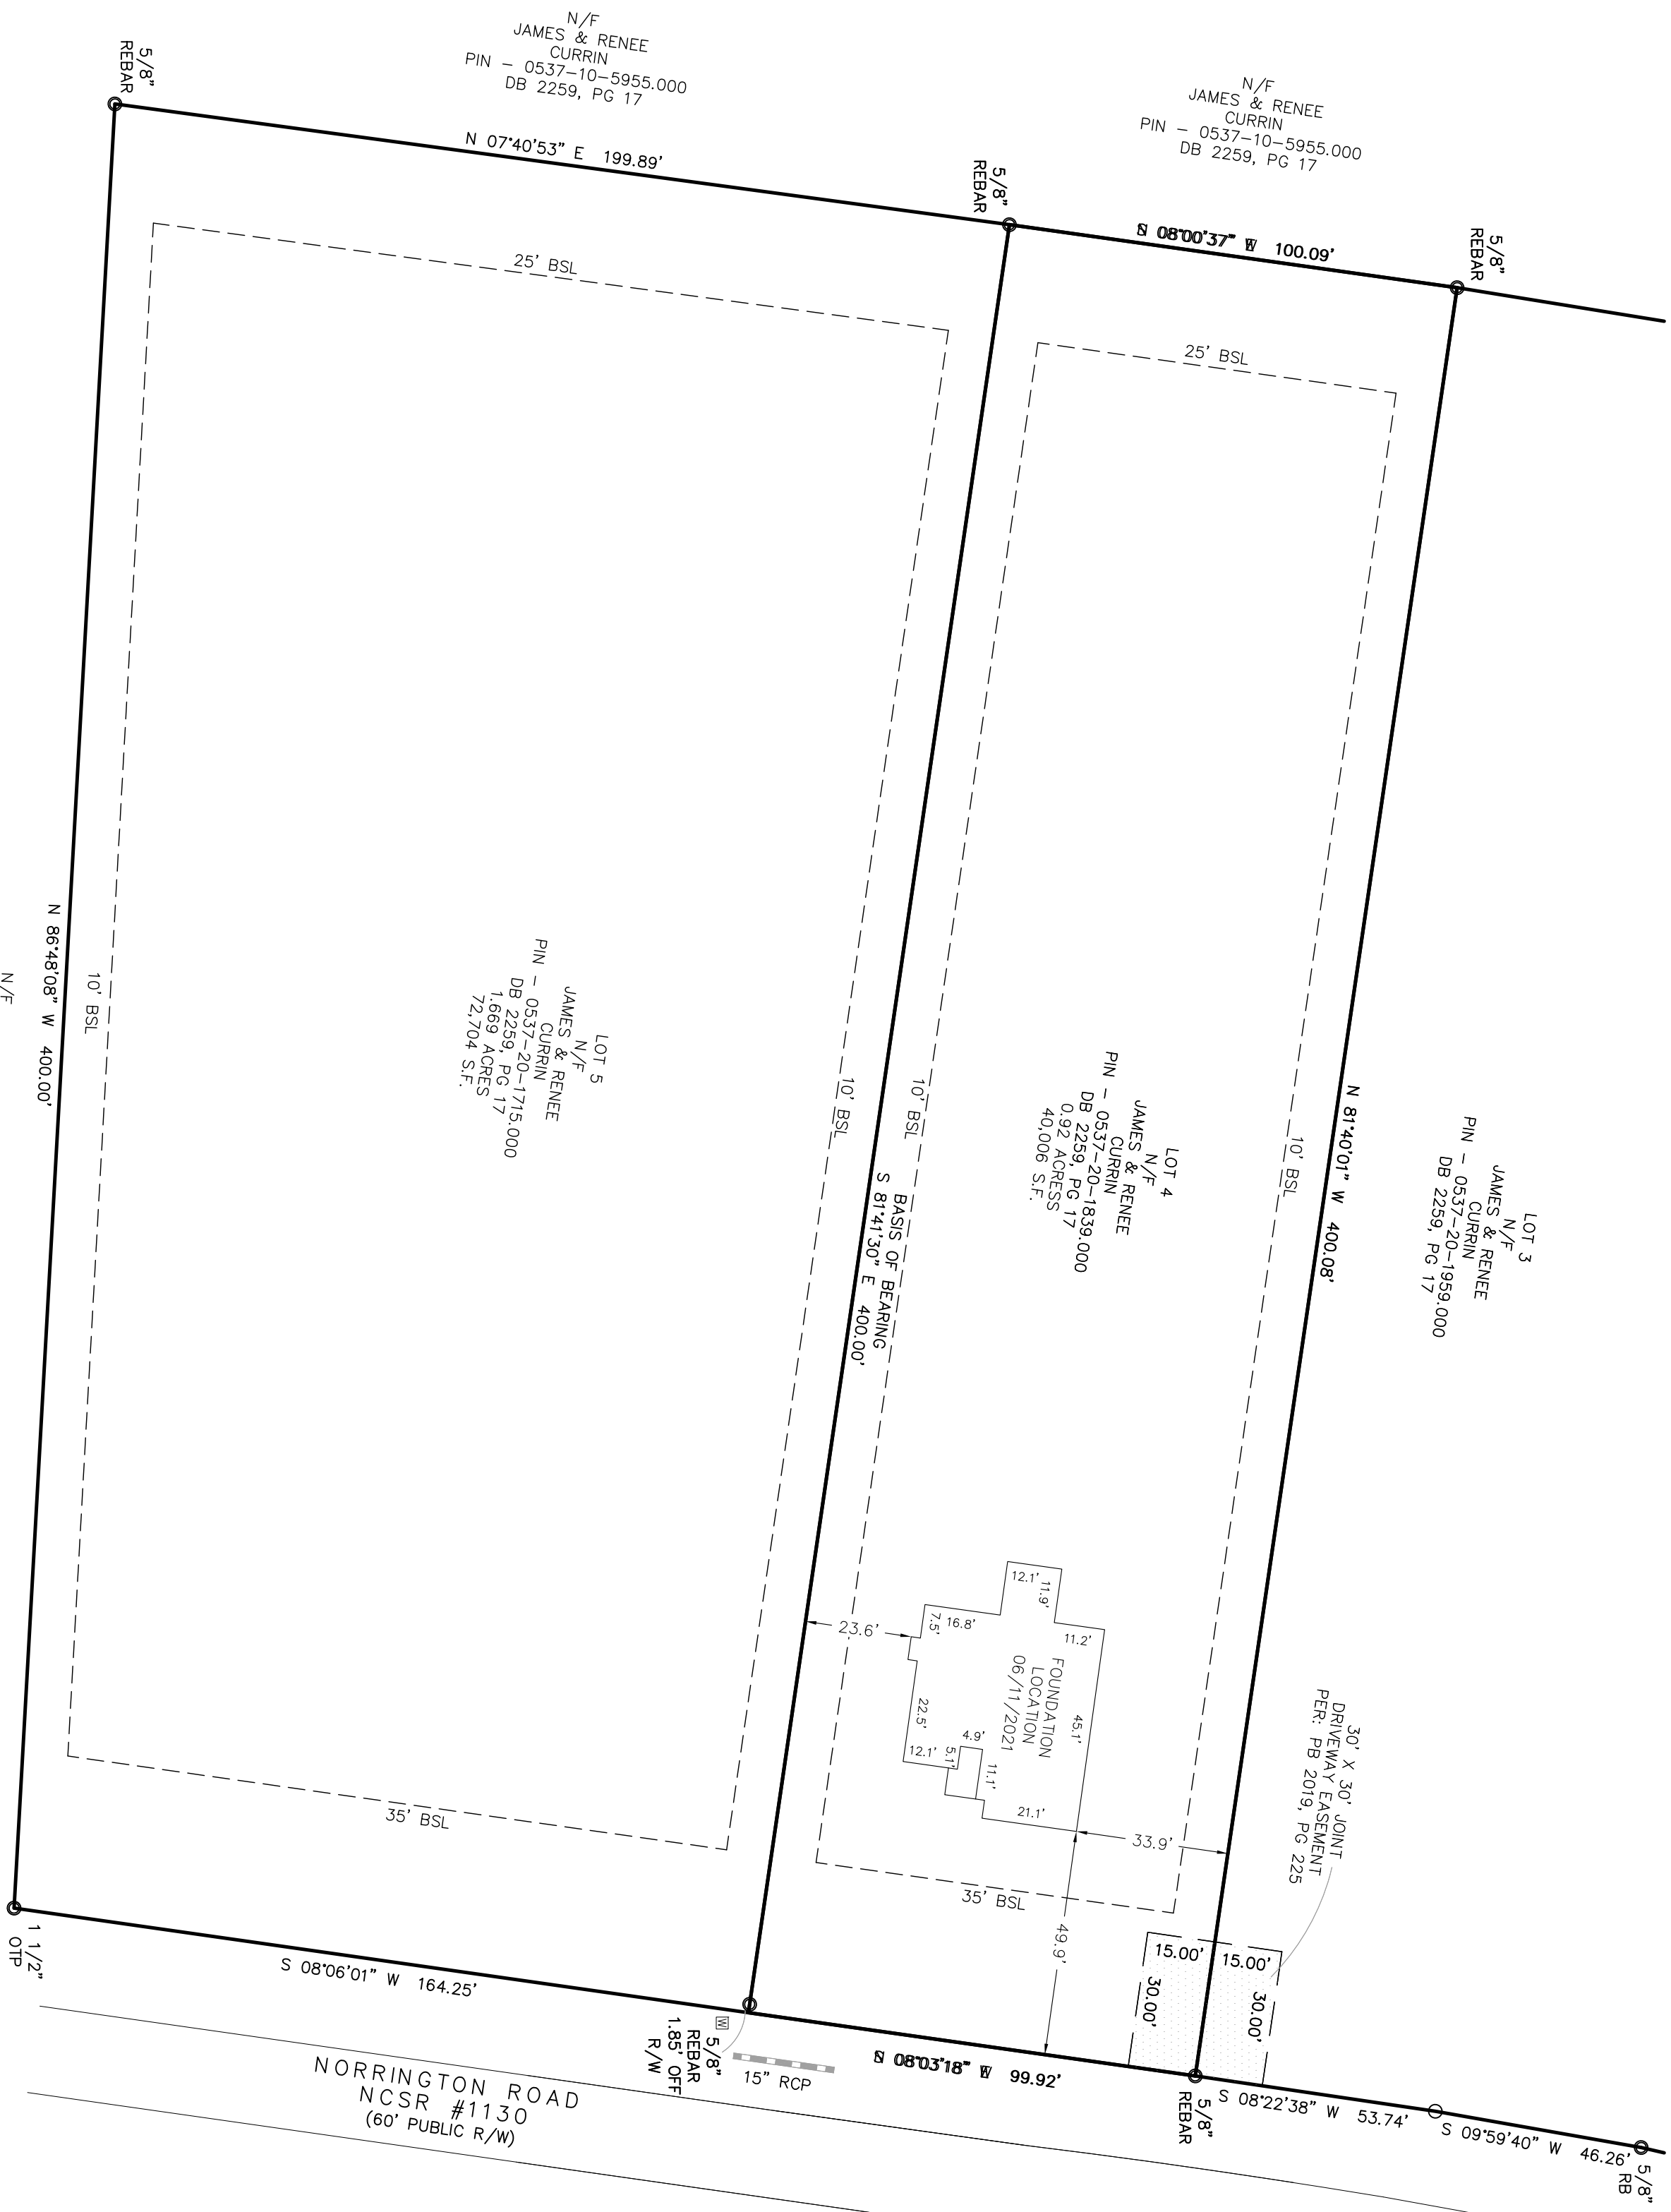 N/F
JAMES & RENEE
CURRIN
PIN - 0537-10-5955.000
DB 2259, PG 17
N/F
JAMES & RENEE
CURRIN
PIN - 0537-10-5955.000
DB 2259, PG 17
5/8"
REBAR
N 07°40'53" E 199.89'
5/8"
REBAR
08°00'37" 100.09'
5/8"
REBAR
25' BSL
25' BSL
N 86°48'08" W 400.00'
10' BSL
N/F
LOT 5
N/F
JAMES & RENEE
CURRIN
PIN - 0537-20-1715.000
DB 2259, PG 17
1.669 ACRES
72,704 S.F.
10' BSL
10' BSL
BASIS OF BEARING
S 81°41'30" E 400.00'
LOT 4
N/F
JAMES & RENEE
CURRIN
PIN - 0537-20-1839.000
DB 2259, PG 17
0.92 ACRESS
40,006 S.F.
10' BSL
N 81°40'01" W 400.08'
LOT 3
N/F
JAMES & RENEE
CURRIN
PIN - 0537-20-1959.000
DB 2259, PG 17
12.1'
11.9'
11.2'
16.8'
7.5'
23.6'
FOUNDATION
LOCATION
06/11/2021
45.1'
22.5'
4.9'
12.1'
5.1'
11.1'
21.1'
33.9'
49.9'
30' X 30' JOINT
DRIVEWAY EASEMENT
PER: PB 2019, PG 225
35' BSL
35' BSL
15.00'
15.00'
30.00'
30.00'
1 1/2"
OTP
S 08°06'01" W 164.25'
W
5/8"
REBAR
1.85' OFF
R/W
15" RCP
08°03'18" 99.92'
5/8"
REBAR
S 08°22'38" W 53.74'
S 09°59'40" W 46.26'
5/8"
RB
NORRINGTON ROAD
NCSR #1130
(60' PUBLIC R/W)